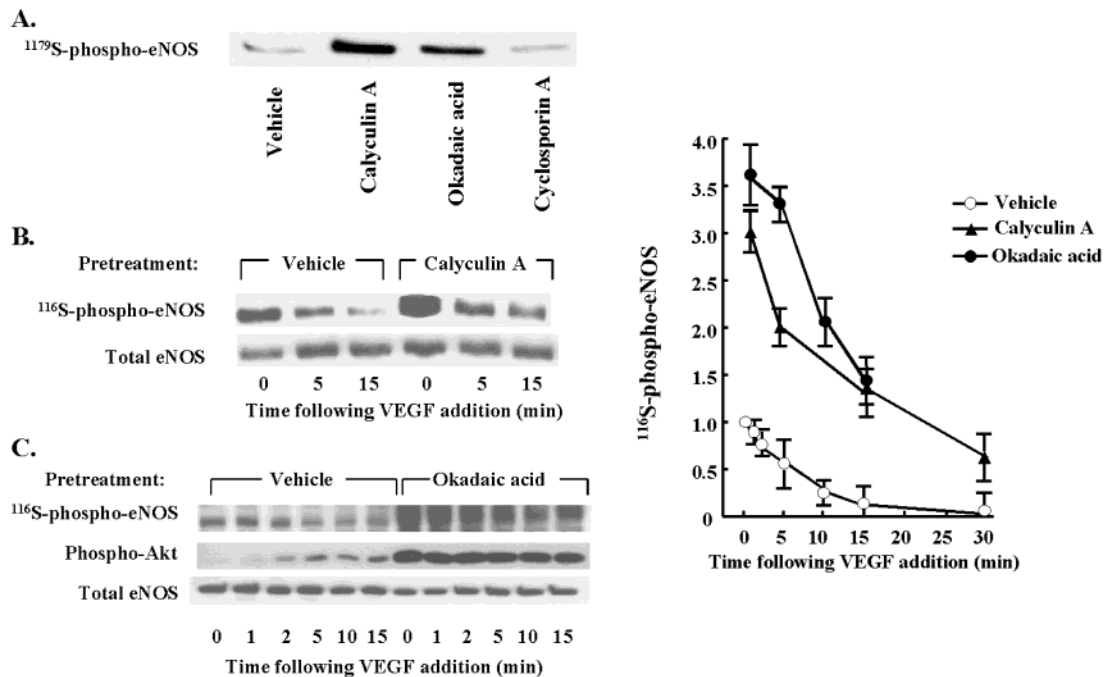 A.
¹¹⁷⁹S-phospho-eNOS
Vehicle
Calyculin A
Okadaic acid
Cyclosporin A
B.
Pretreatment: Vehicle Calyculin A
¹¹⁶S-phospho-eNOS
Total eNOS
0 5 15 0 5 15
Time following VEGF addition (min)
C.
Pretreatment: Vehicle Okadaic acid
¹¹⁶S-phospho-eNOS
Phospho-Akt
Total eNOS
0 1 2 5 10 15 0 1 2 5 10 15
Time following VEGF addition (min)
¹¹⁶S-phospho-eNOS
4.0
3.5
3.0
2.5
2.0
1.5
1.0
0.5
0
0 5 10 15 20 25 30
Time following VEGF addition (min)
Vehicle
Calyculin A
Okadaic acid